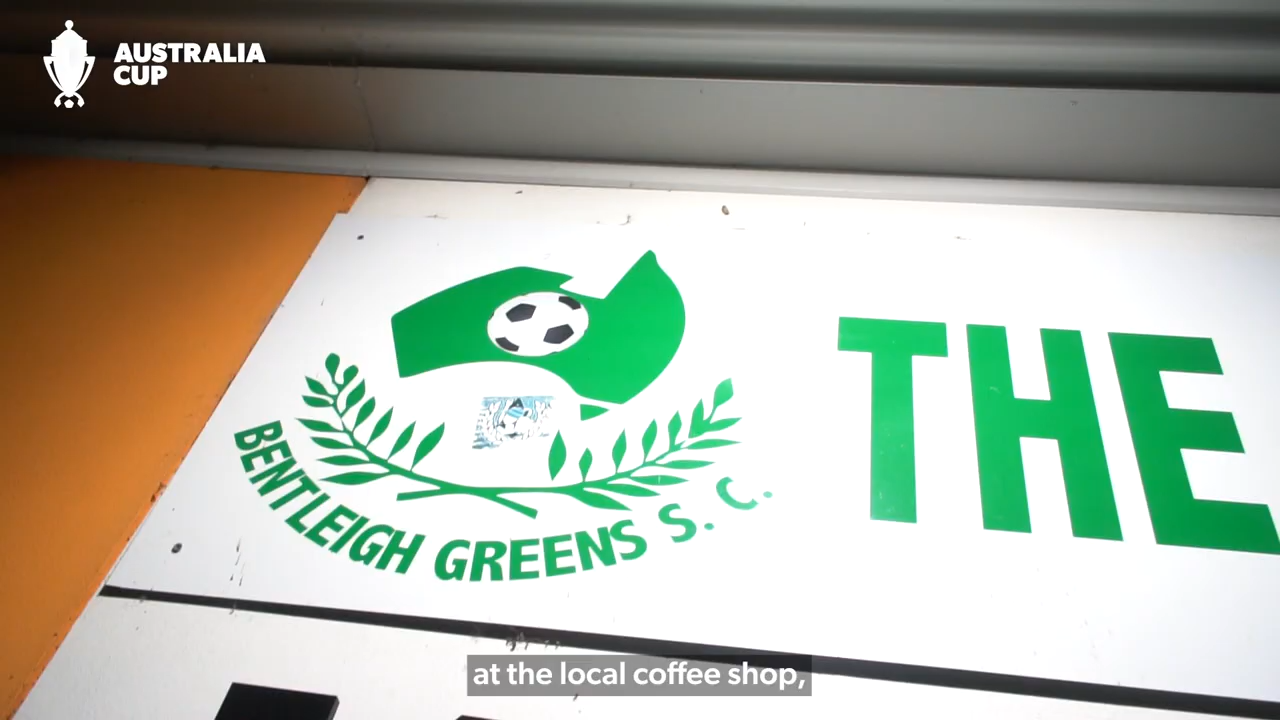 AUSTRALIA
CUP
BENTLEIGH GREENS S. C.
THE
at the local coffee shop,